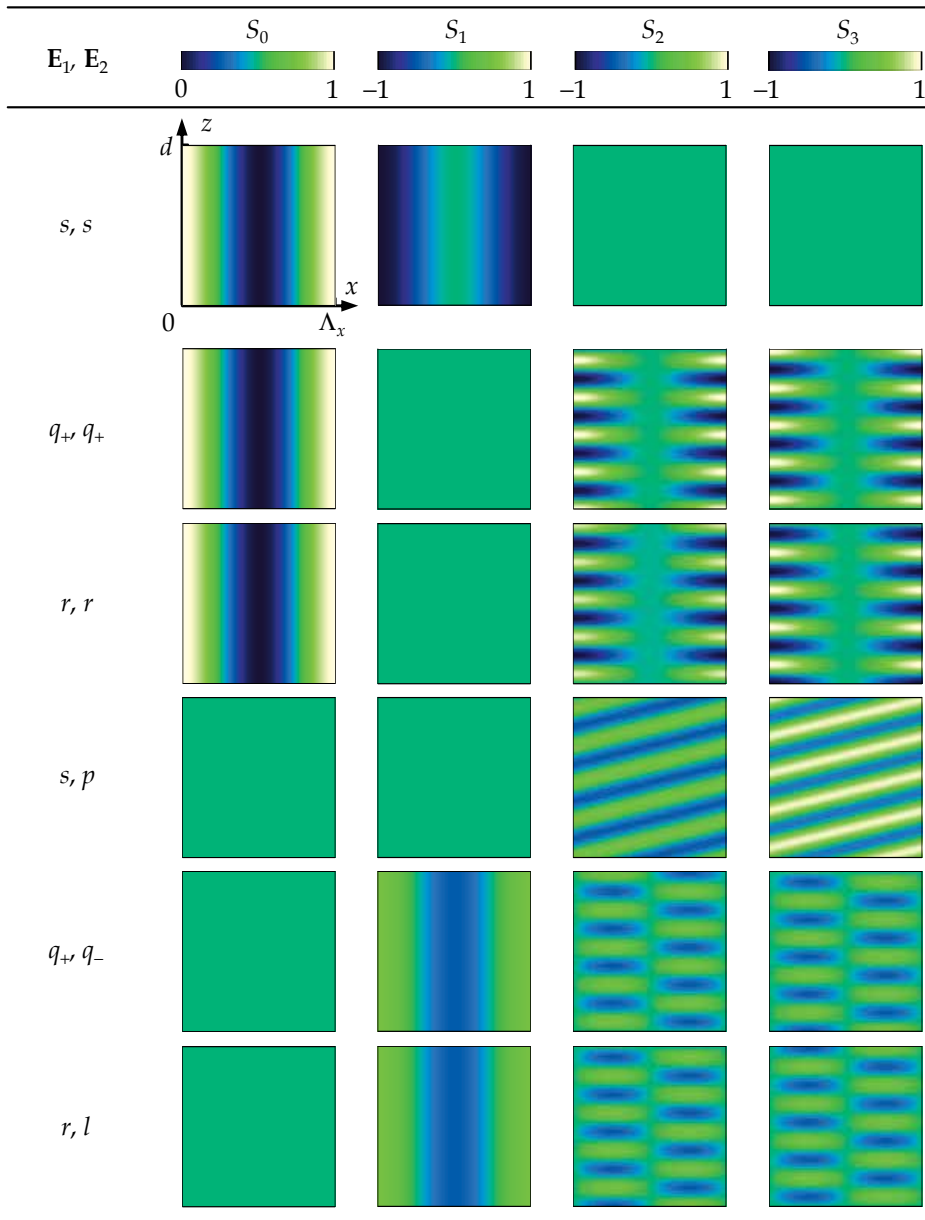 E₁, E₂
S₀ S₁ S₂ S₃
0 1 −1 1 −1 1 −1 1
z
d
s, s
x
0 Λₓ
q₊, q₊
r, r
s, p
q₊, q₋
r, l